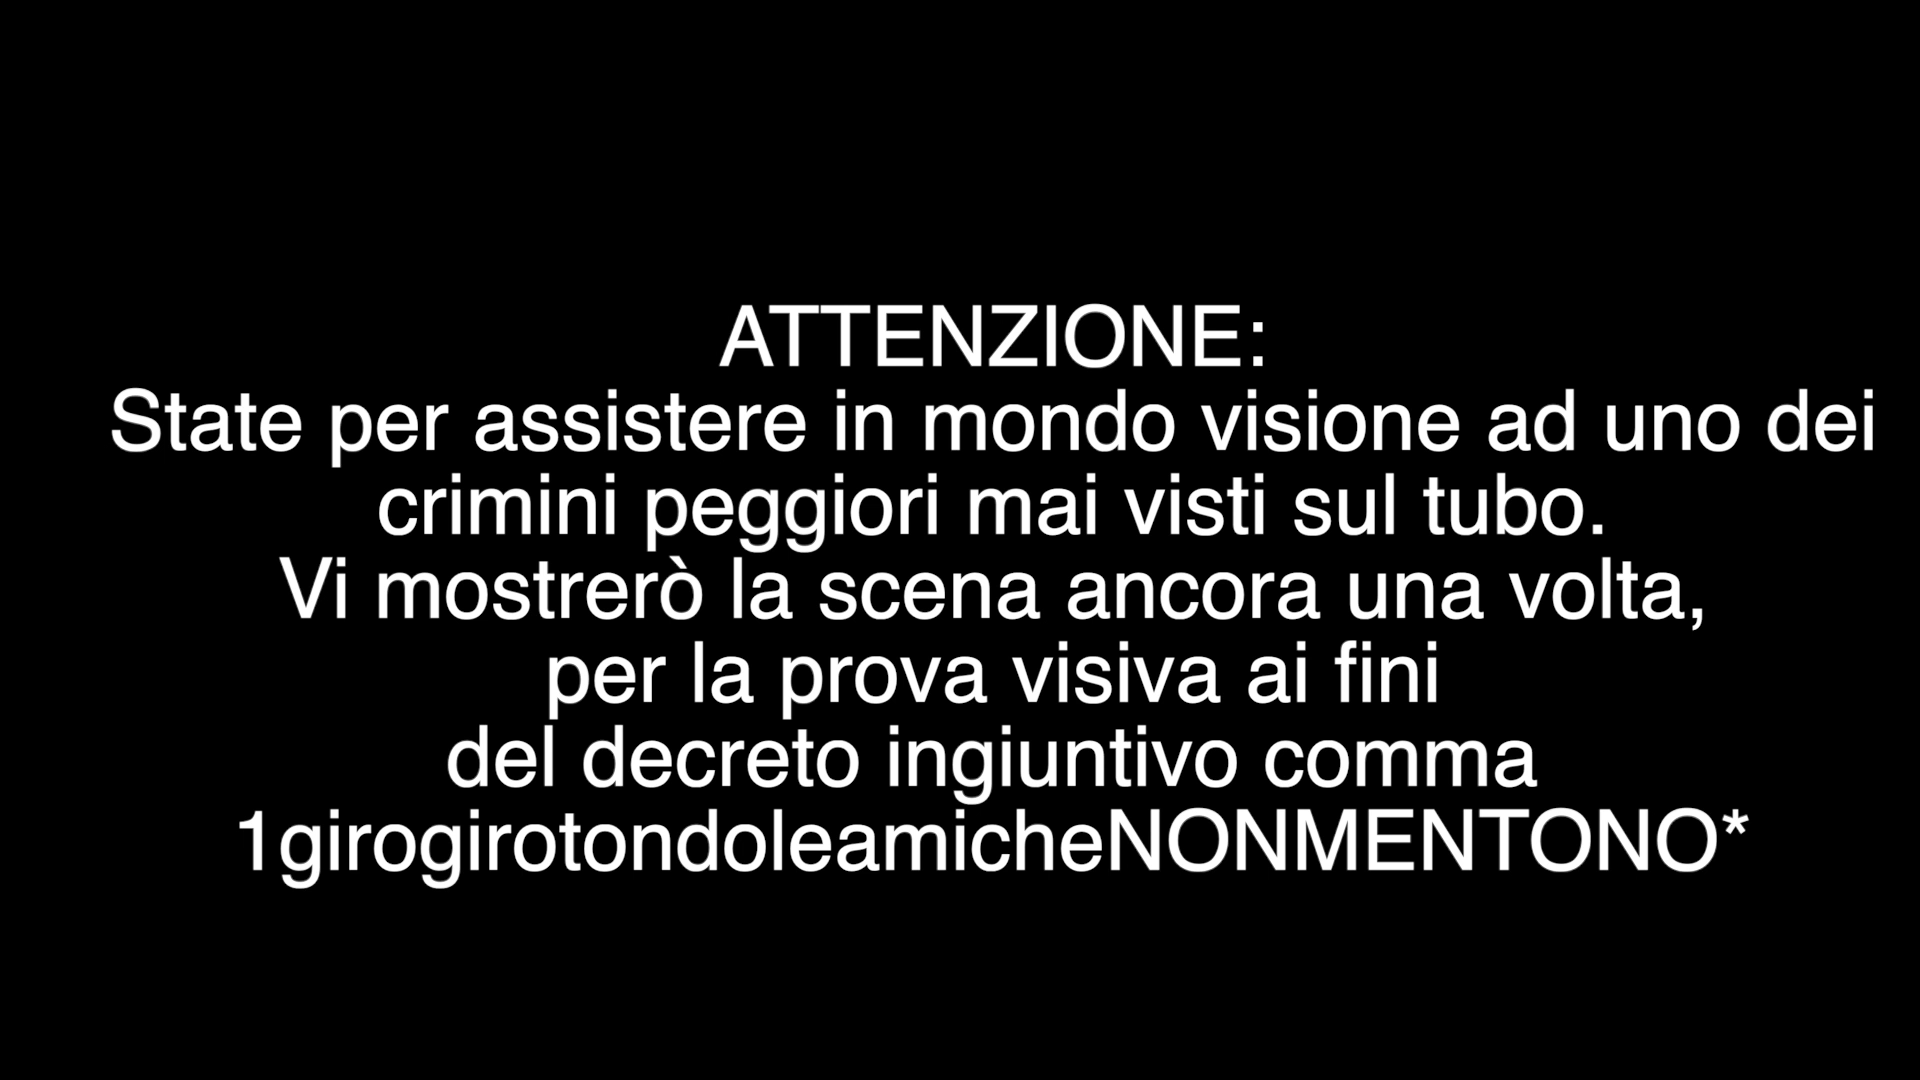 ATTENZIONE:
State per assistere in mondo visione ad uno dei
crimini peggiori mai visti sul tubo.
Vi mostrerò la scena ancora una volta,
per la prova visiva ai fini
del decreto ingiuntivo comma
1girogirotondoleamicheNONMENTONO*